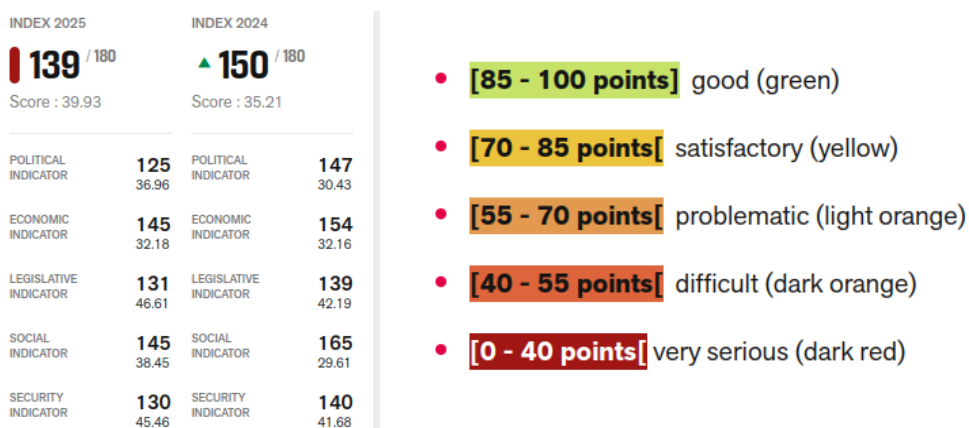 INDEX 2025
139 / 180
Score : 39.93
POLITICAL
INDICATOR
125
36.96
ECONOMIC
INDICATOR
145
32.18
LEGISLATIVE
INDICATOR
131
46.61
SOCIAL
INDICATOR
145
38.45
SECURITY
INDICATOR
130
45.46
INDEX 2024
150 / 180
Score : 35.21
POLITICAL
INDICATOR
147
30.43
ECONOMIC
INDICATOR
154
32.16
LEGISLATIVE
INDICATOR
139
42.19
SOCIAL
INDICATOR
165
29.61
SECURITY
INDICATOR
140
41.68
[85 - 100 points] good (green)
[70 - 85 points[ satisfactory (yellow)
[55 - 70 points[ problematic (light orange)
[40 - 55 points[ difficult (dark orange)
[0 - 40 points[ very serious (dark red)